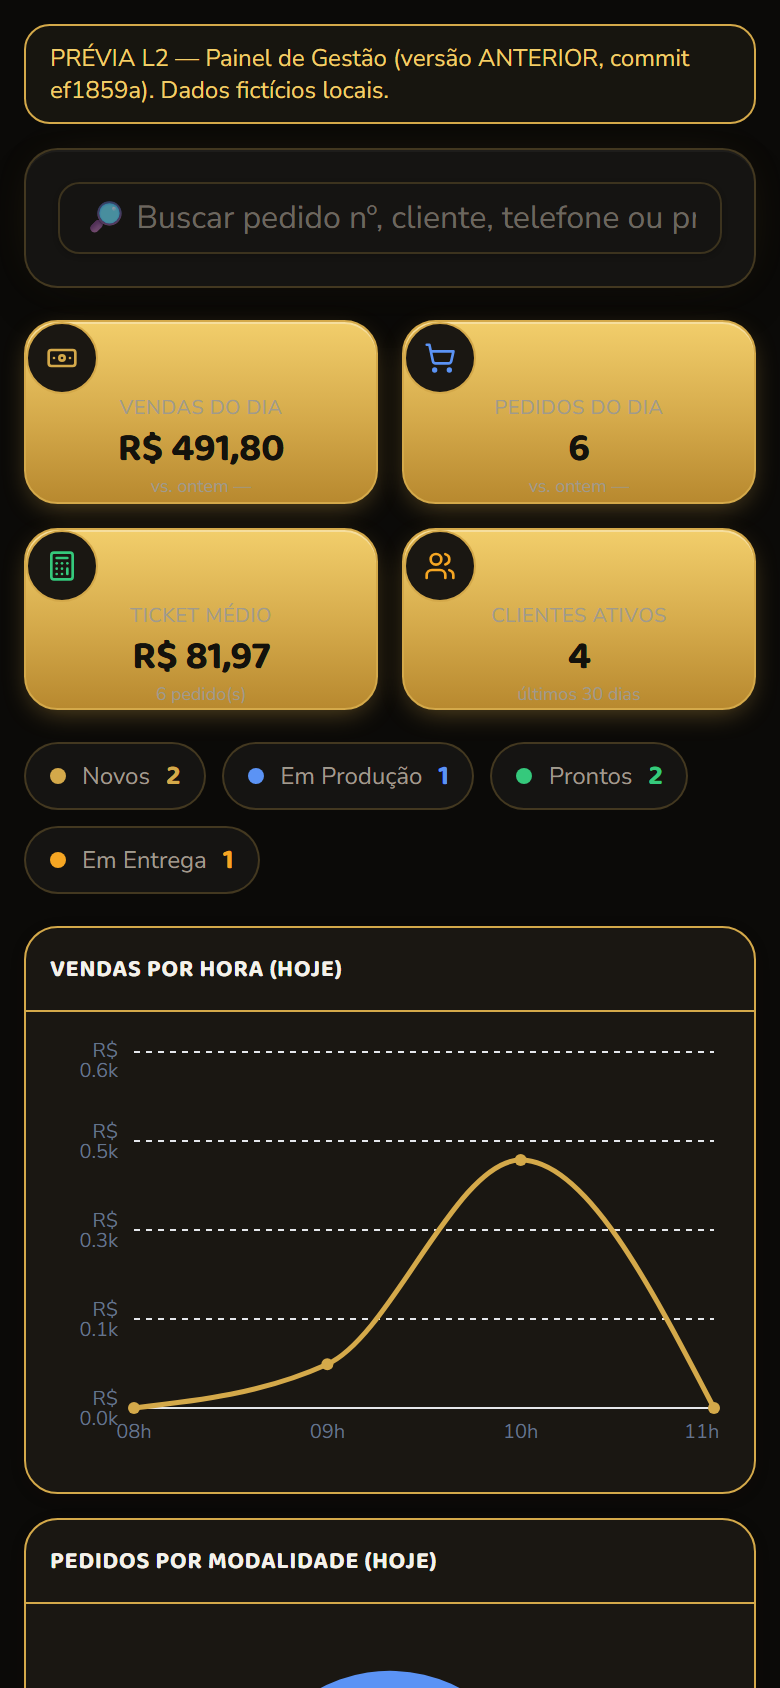 PRÉVIA L2 — Painel de Gestão (versão ANTERIOR, commit
ef1859a). Dados fictícios locais.
Buscar pedido nº, cliente, telefone ou pr
VENDAS DO DIA
R$ 491,80
vs. ontem —
PEDIDOS DO DIA
6
vs. ontem —
TICKET MÉDIO
R$ 81,97
6 pedido(s)
CLIENTES ATIVOS
4
últimos 30 dias
Novos 2
Em Produção 1
Prontos 2
Em Entrega 1
VENDAS POR HORA (HOJE)
R$
0.6k
R$
0.5k
R$
0.3k
R$
0.1k
R$
0.0k
08h 09h 10h 11h
PEDIDOS POR MODALIDADE (HOJE)